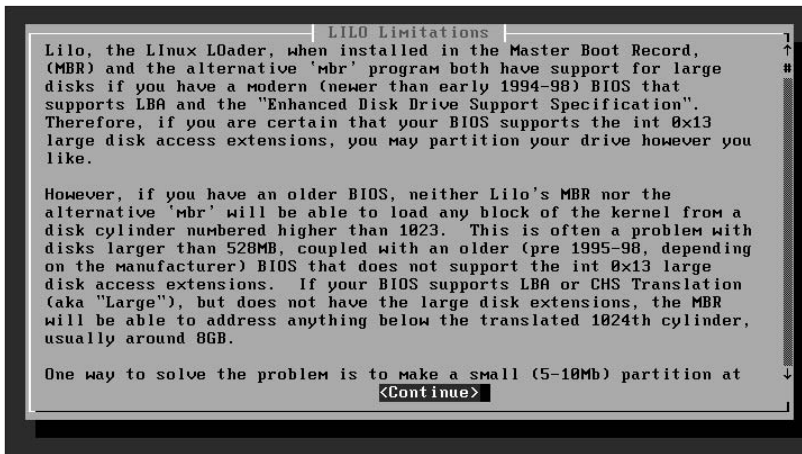 LILO Limitations
Lilo, the LInux LOader, when installed in the Master Boot Record,
(MBR) and the alternative 'mbr' program both have support for large
disks if you have a modern (newer than early 1994-98) BIOS that
supports LBA and the "Enhanced Disk Drive Support Specification".
Therefore, if you are certain that your BIOS supports the int 0x13
large disk access extensions, you may partition your drive however you
like.
However, if you have an older BIOS, neither Lilo's MBR nor the
alternative 'mbr' will be able to load any block of the kernel from a
disk cylinder numbered higher than 1023.  This is often a problem with
disks larger than 528MB, coupled with an older (pre 1995-98, depending
on the manufacturer) BIOS that does not support the int 0x13 large
disk access extensions.  If your BIOS supports LBA or CHS Translation
(aka "Large"), but does not have the large disk extensions, the MBR
will be able to address anything below the translated 1024th cylinder,
usually around 8GB.
One way to solve the problem is to make a small (5-10Mb) partition at
<Continue>